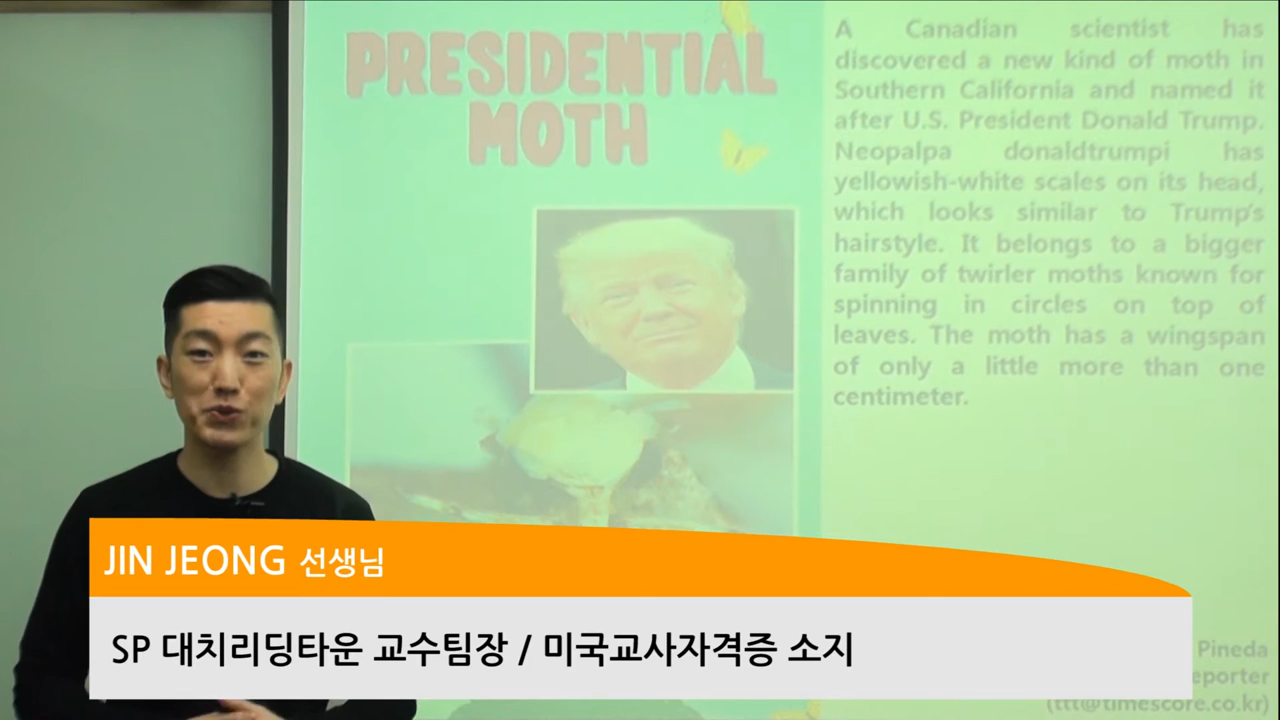 PRESIDENTIAL
MOTH
A Canadian scientist has
discovered a new kind of moth in
Southern California and named it
after U.S. President Donald Trump.
Neopalpa donaldtrumpi has
yellowish-white scales on its head,
which looks similar to Trump's
hairstyle. It belongs to a bigger
family of twirler moths known for
spinning in circles on top of
leaves. The moth has a wingspan
of only a little more than one
centimeter.
Pineda
eporter
(ttt@timescore.co.kr)
JIN JEONG 선생님
SP 대치리딩타운 교수팀장 / 미국교사자격증 소지